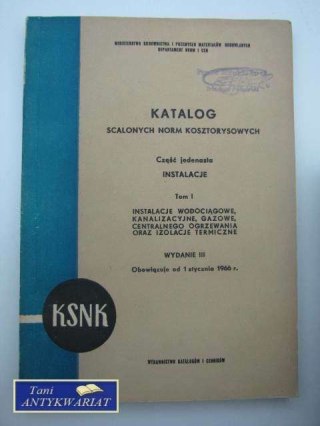 MINISTERSTWO BUDOWNICTWA I PRZEMYSŁU MATERIAŁÓW BUDOWLANYCH
DEPARTAMENT NORM I CEN
KATALOG
SCALONYCH NORM KOSZTORYSOWYCH
Część jedenasta
INSTALACJE
Tom I
INSTALACJE WODOCIĄGOWE,
KANALIZACYJNE, GAZOWE,
CENTRALNEGO OGRZEWANIA
ORAZ IZOLACJE TERMICZNE
WYDANIE III
Obowiązuje od 1 stycznia 1966 r.
KSNK
WYDAWNICTWO KATALOGÓW I CENNIKÓW
Tani
ANTYKWARIAT